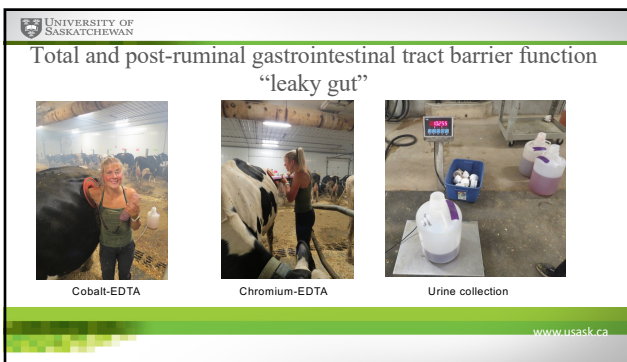 UNIVERSITY OF
SASKATCHEWAN
Total and post-ruminal gastrointestinal tract barrier function
“leaky gut”
Cobalt-EDTA
Chromium-EDTA
Urine collection
www.usask.ca